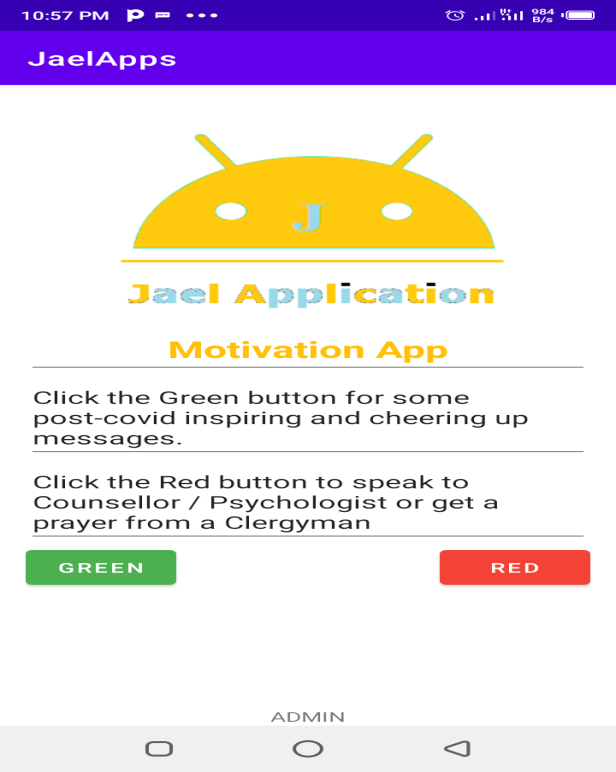 10:57 PM
984
B/s
JaelApps
J
Jael Application
Motivation App
Click the Green button for some
post-covid inspiring and cheering up
messages.
Click the Red button to speak to
Counsellor / Psychologist or get a
prayer from a Clergyman
GREEN
RED
ADMIN